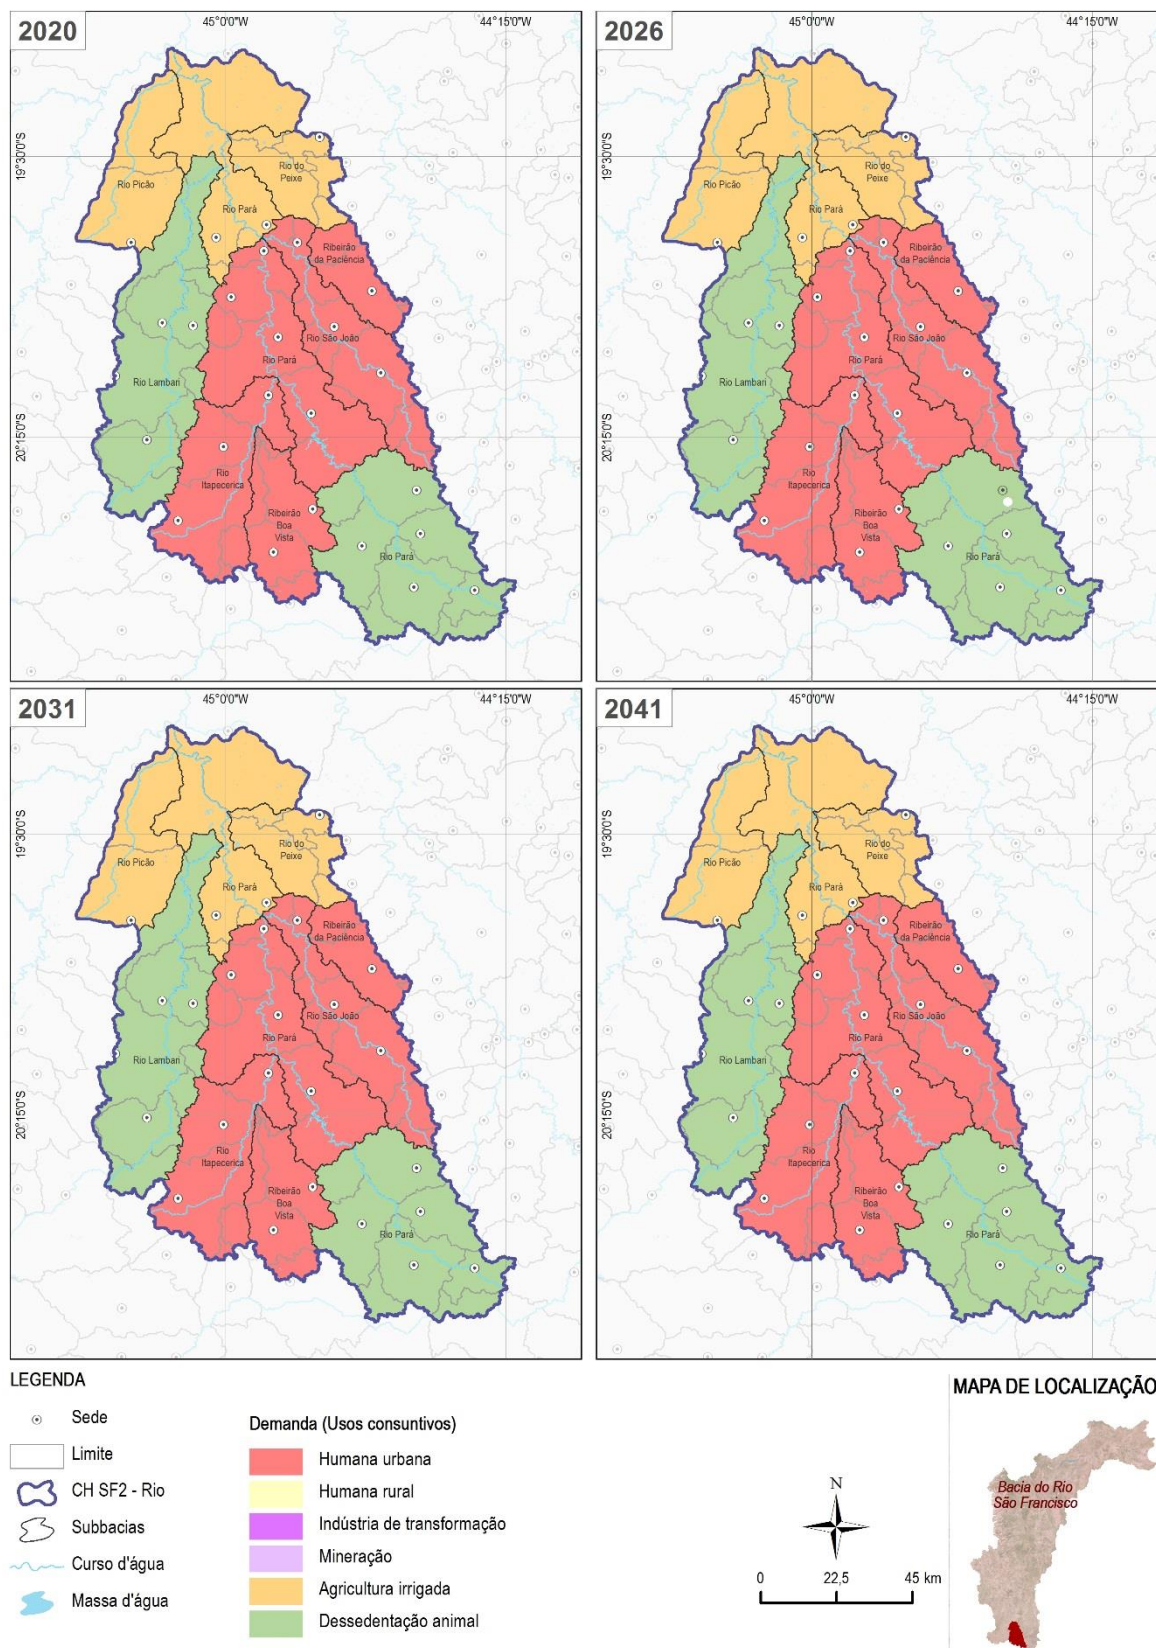 2020
45°0'0"W
44°15'0"W
19°30'0"S
20°15'0"S
Rio Picão
Rio do
Peixe
Rio Pará
Ribeirão
da Paciência
Rio São João
Rio Pará
Rio Lambari
Rio
Itapecerica
Ribeirão
Boa
Vista
Rio Pará
2026
45°0'0"W
44°15'0"W
19°30'0"S
20°15'0"S
Rio Picão
Rio do
Peixe
Rio Pará
Ribeirão
da Paciência
Rio São João
Rio Pará
Rio Lambari
Rio
Itapecerica
Ribeirão
Boa
Vista
Rio Pará
2031
45°0'0"W
44°15'0"W
19°30'0"S
20°15'0"S
Rio Picão
Rio do
Peixe
Rio Pará
Ribeirão
da Paciência
Rio São João
Rio Pará
Rio Lambari
Rio
Itapecerica
Ribeirão
Boa
Vista
Rio Pará
2041
45°0'0"W
44°15'0"W
19°30'0"S
20°15'0"S
Rio Picão
Rio do
Peixe
Rio Pará
Ribeirão
da Paciência
Rio São João
Rio Pará
Rio Lambari
Rio
Itapecerica
Ribeirão
Boa
Vista
Rio Pará
LEGENDA
Sede
Limite
CH SF2 - Rio
Subbacias
Curso d'água
Massa d'água
Demanda (Usos consuntivos)
Humana urbana
Humana rural
Indústria de transformação
Mineração
Agricultura irrigada
Dessedentação animal
N
0 22,5 45 km
MAPA DE LOCALIZAÇÃO
Bacia do Rio
São Francisco